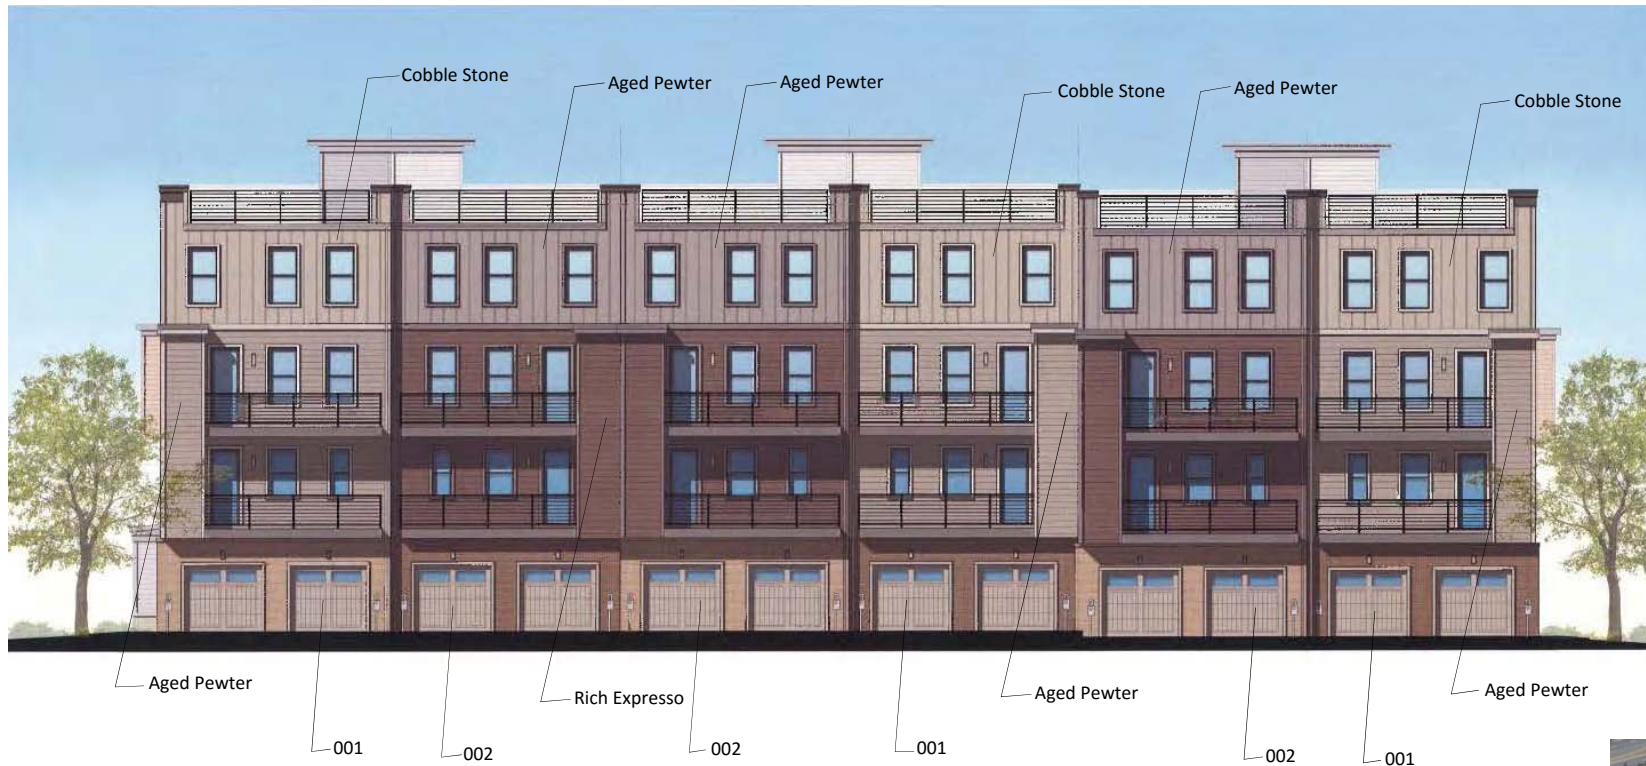 Cobble Stone
Aged Pewter
Aged Pewter
Cobble Stone
Aged Pewter
Cobble Stone
Aged Pewter
Rich Expresso
Aged Pewter
Aged Pewter
001
002
002
001
002
001